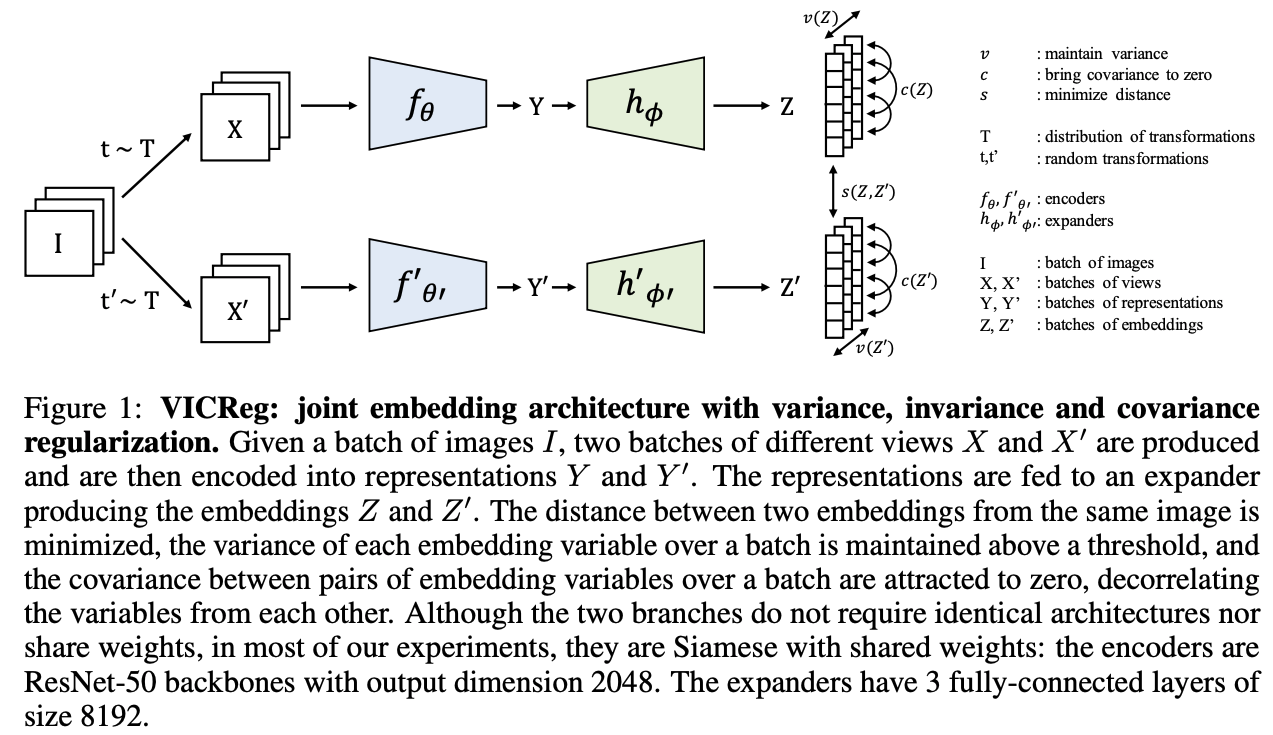 v(Z)
X
f_θ
Y
h_ϕ
Z
c(Z)
t ~ T
s(Z,Z′)
I
t′~ T
X′
f′_θ′
Y′
h′_ϕ′
Z′
c(Z′)
v(Z′)
v : maintain variance
c : bring covariance to zero
s : minimize distance
T : distribution of transformations
t,t’ : random transformations
f_θ, f′_θ′ : encoders
h_ϕ, h′_ϕ′ : expanders
I : batch of images
X, X’ : batches of views
Y, Y’ : batches of representations
Z, Z’ : batches of embeddings
Figure 1: VICReg: joint embedding architecture with variance, invariance and covariance
regularization. Given a batch of images I, two batches of different views X and X′ are produced
and are then encoded into representations Y and Y′. The representations are fed to an expander
producing the embeddings Z and Z′. The distance between two embeddings from the same image is
minimized, the variance of each embedding variable over a batch is maintained above a threshold, and
the covariance between pairs of embedding variables over a batch are attracted to zero, decorrelating
the variables from each other. Although the two branches do not require identical architectures nor
share weights, in most of our experiments, they are Siamese with shared weights: the encoders are
ResNet-50 backbones with output dimension 2048. The expanders have 3 fully-connected layers of
size 8192.